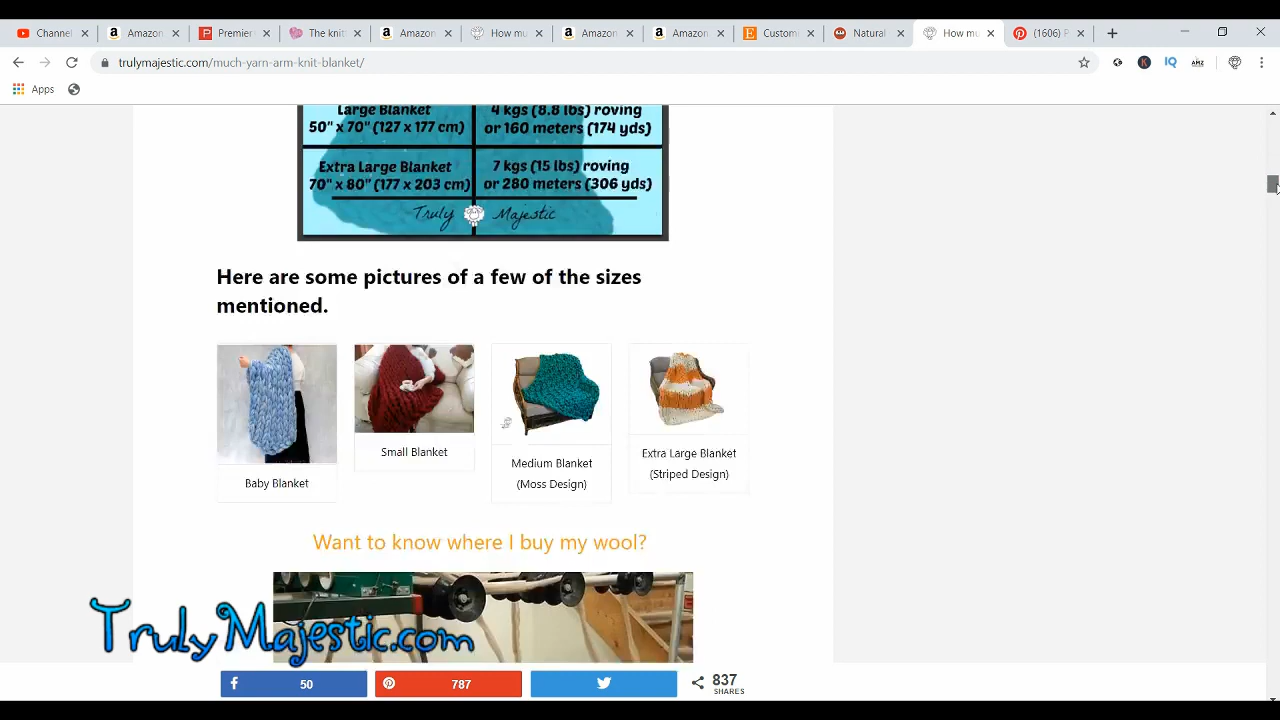 Channel
Amazon
Premier
The knit
Amazon
How mu
Amazon
Amazon
Custom
Natural
How mu
(1606) P
trulymajestic.com/much-yarn-arm-knit-blanket/
Apps
Large Blanket 4 kgs (8.8 lbs) roving
50" x 70" (127 x 177 cm) or 160 meters (174 yds)
Extra Large Blanket 7 kgs (15 lbs) roving
70" x 80" (177 x 203 cm) or 280 meters (306 yds)
Truly Majestic
Here are some pictures of a few of the sizes
mentioned.
Baby Blanket
Small Blanket
Medium Blanket
(Moss Design)
Extra Large Blanket
(Striped Design)
Want to know where I buy my wool?
TrulyMajestic.com
50
787
837
SHARES